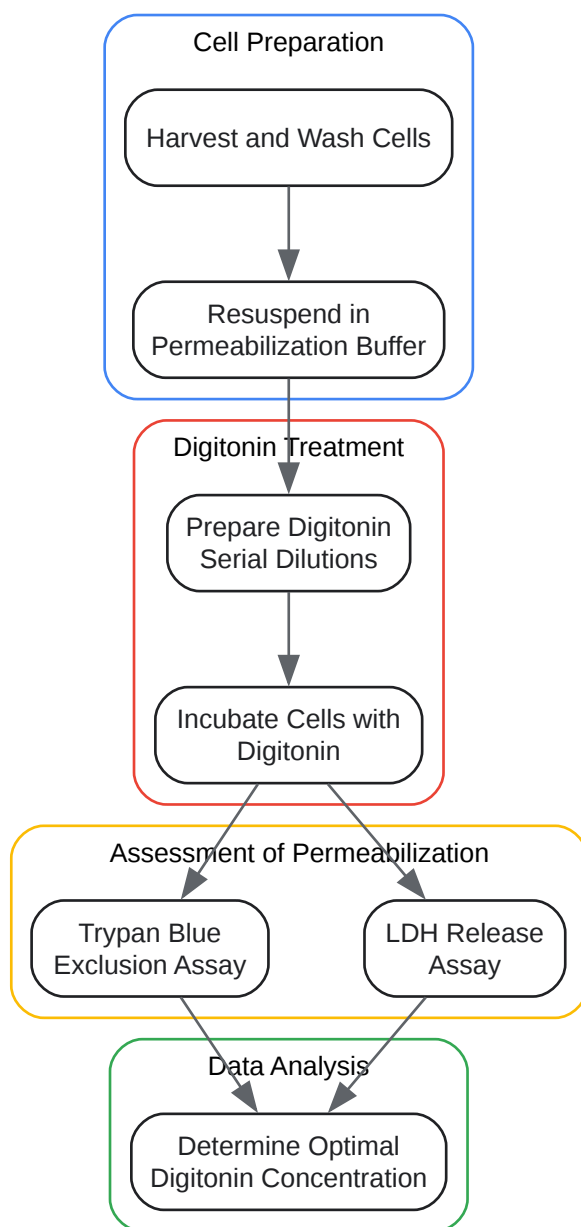 Cell Preparation
Harvest and Wash Cells
Resuspend in
Permeabilization Buffer
Digitonin Treatment
Prepare Digitonin
Serial Dilutions
Incubate Cells with
Digitonin
Assessment of Permeabilization
Trypan Blue
Exclusion Assay
LDH Release
Assay
Data Analysis
Determine Optimal
Digitonin Concentration